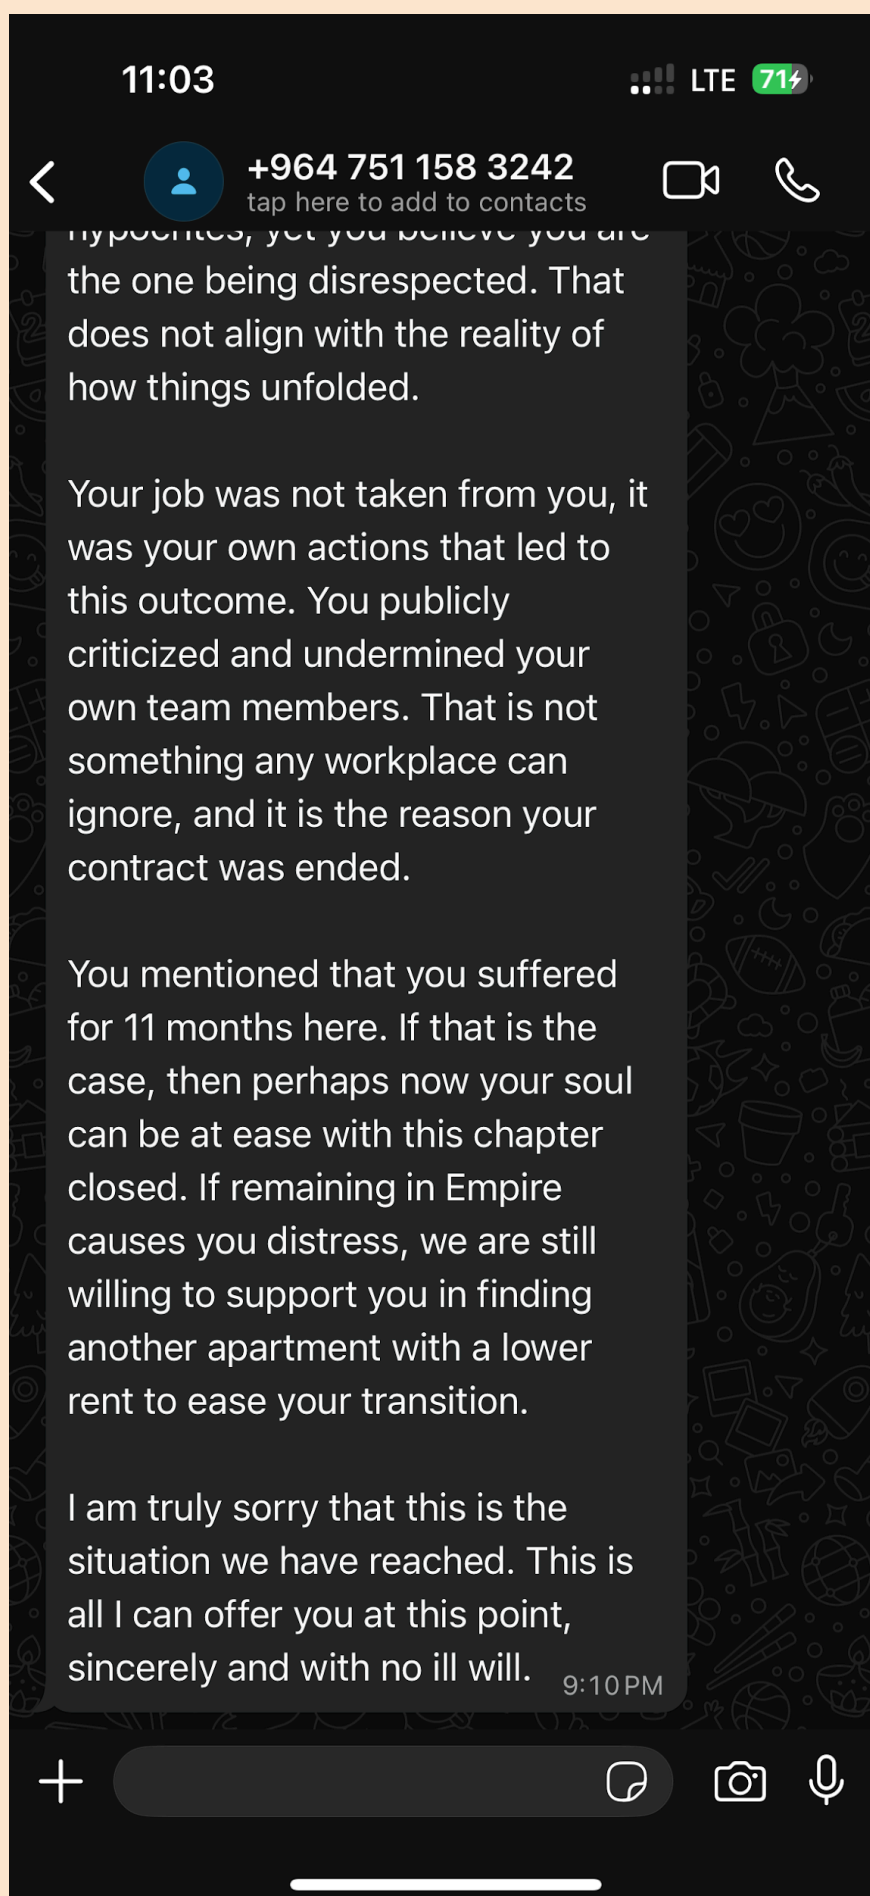 11:03
LTE
71
+964 751 158 3242
tap here to add to contacts
hypocrites, yet you believe you are
the one being disrespected. That
does not align with the reality of
how things unfolded.
Your job was not taken from you, it
was your own actions that led to
this outcome. You publicly
criticized and undermined your
own team members. That is not
something any workplace can
ignore, and it is the reason your
contract was ended.
You mentioned that you suffered
for 11 months here. If that is the
case, then perhaps now your soul
can be at ease with this chapter
closed. If remaining in Empire
causes you distress, we are still
willing to support you in finding
another apartment with a lower
rent to ease your transition.
I am truly sorry that this is the
situation we have reached. This is
all I can offer you at this point,
sincerely and with no ill will.
9:10 PM